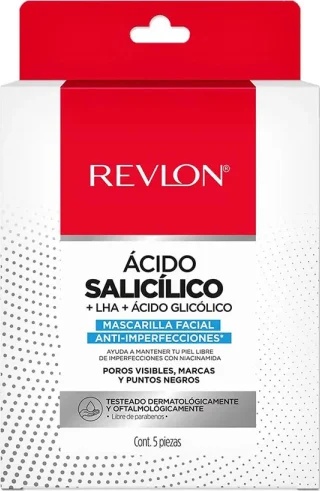 REVLON®
ÁCIDO
SALICÍLICO
+ LHA + ÁCIDO GLICÓLICO
MASCARILLA FACIAL
ANTI-IMPERFECCIONES*
AYUDA A MANTENER TU PIEL LIBRE
DE IMPERFECCIONES CON NIACINAMIDA
POROS VISIBLES, MARCAS
Y PUNTOS NEGROS
TESTEADO DERMATOLÓGICAMENTE
Y OFTALMOLÓGICAMENTE
• Libre de parabenos •
Cont. 5 piezas